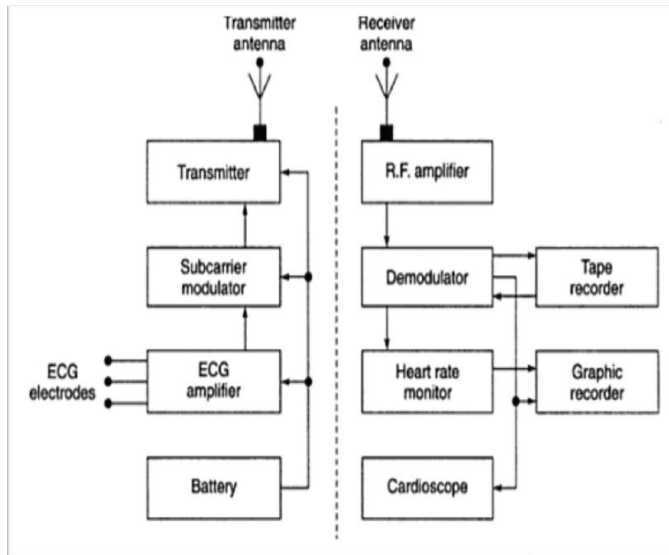 Transmitter
antenna
Receiver
antenna
Transmitter
R.F. amplifier
Subcarrier
modulator
Demodulator
Tape
recorder
ECG
electrodes
ECG
amplifier
Heart rate
monitor
Graphic
recorder
Battery
Cardioscope